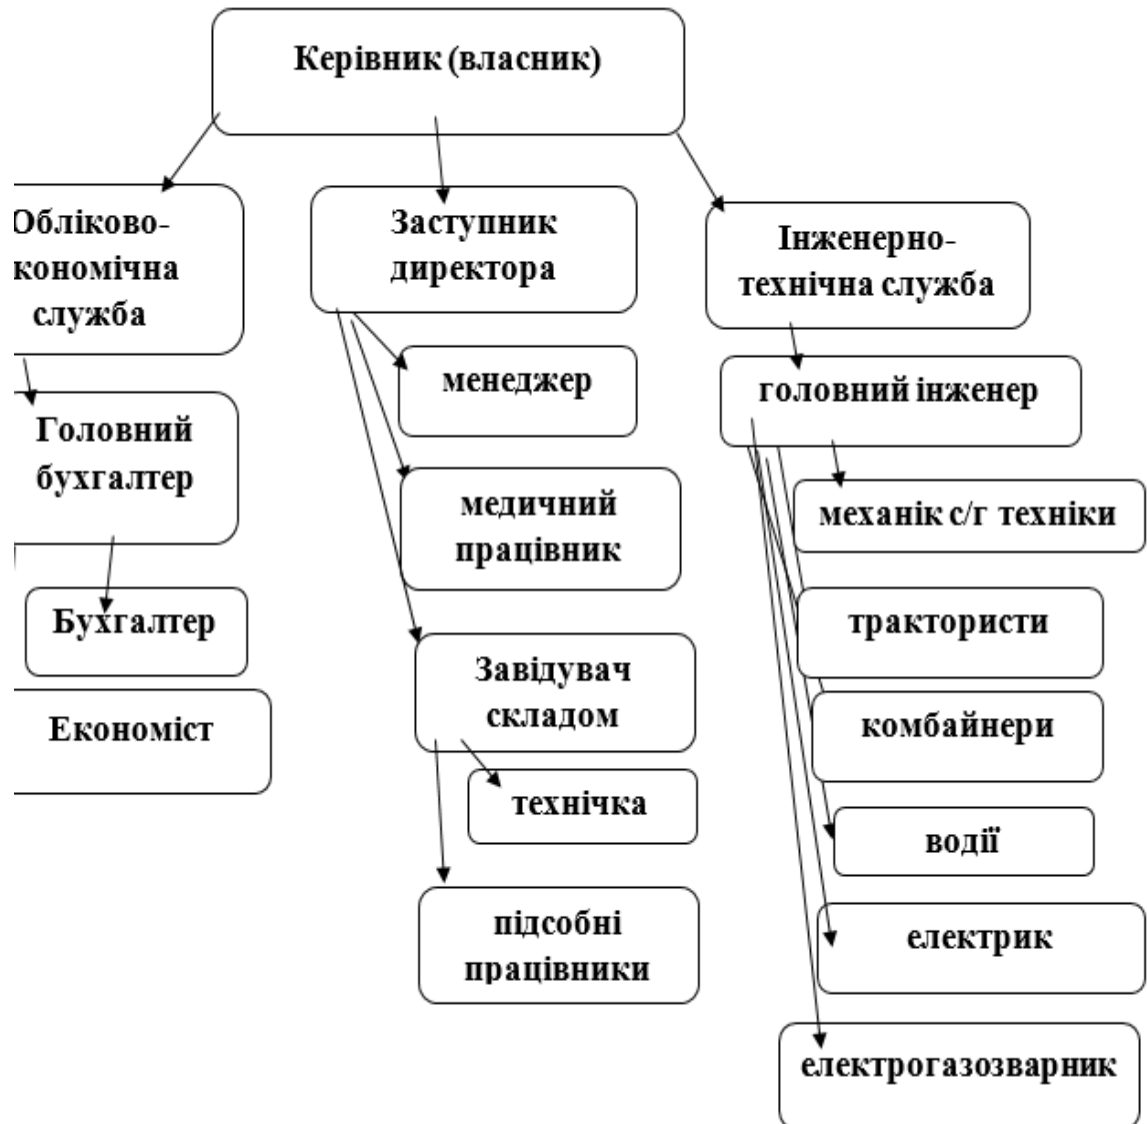 Керівник (власник)
Обліково-
кономічна
служба
Головний
бухгалтер
Бухгалтер
Економіст
Заступник
директора
менеджер
медичний
працівник
Завідувач
складом
технічка
підсобні
працівники
Інженерно-
технічна служба
головний інженер
механік с/г техніки
трактористи
комбайнери
водії
електрик
електрогазозварник